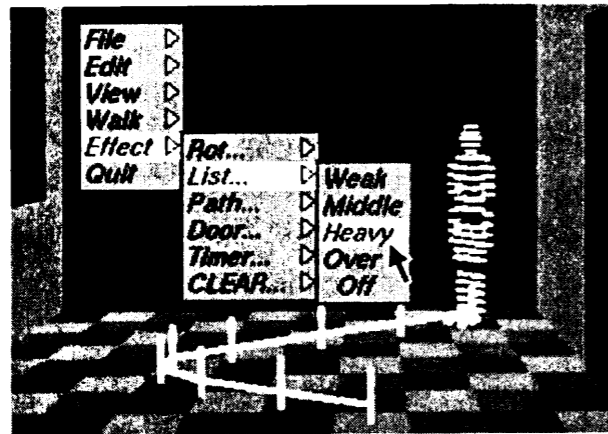 File
Edit
View
Walk
Effect
Quit
Rot...
List...
Path...
Door...
Timer...
CLEAR...
Weak
Middle
Heavy
Over
Off